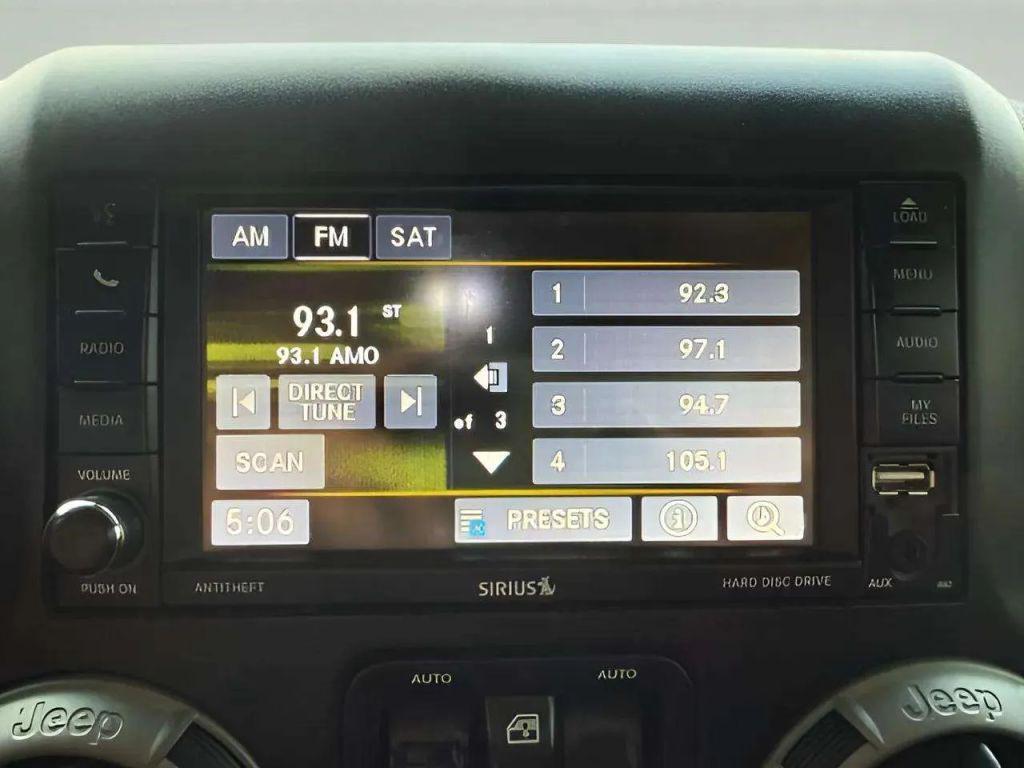 LOAD
AM FM SAT
MENU
1 92.3
93.1 ST
1
93.1 AMO
2 97.1
RADIO
AUDIO
DIRECT
TUNE
3 94.7
MEDIA
of 3
MY
FILES
SCAN
4 105.1
VOLUME
5:06
PRESETS
PUSH ON
ANTITHEFT
SIRIUS
HARD DISC DRIVE
AUX
AUTO
AUTO
Jeep
Jeep